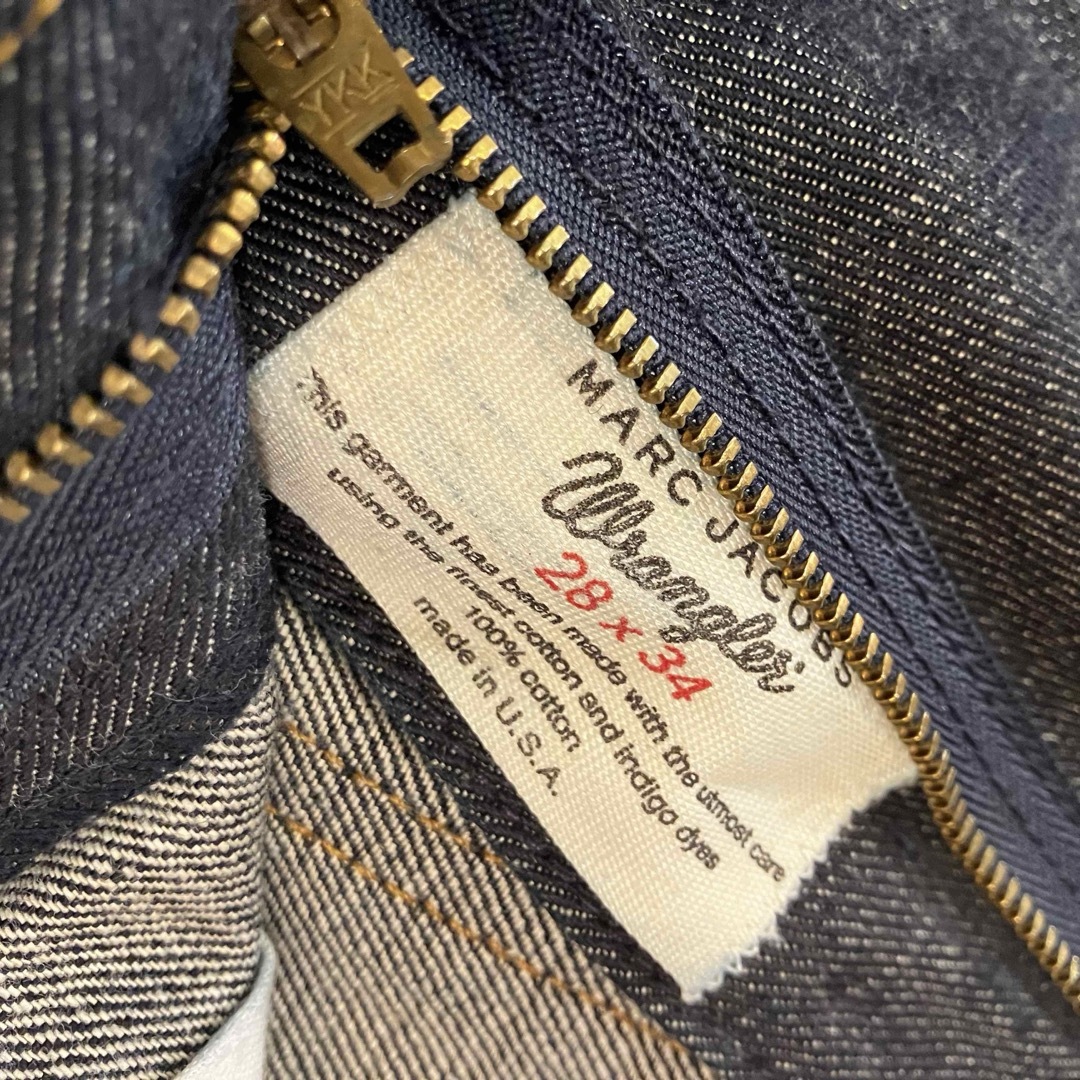 YKK
MARC JACOBS
Wrangler
28 x 34
This garment has been made with the utmost care
using the finest cotton and indigo dyes
100% cotton
made in U.S.A.